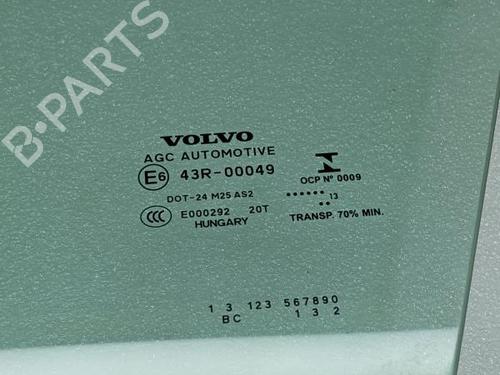 B-PARTS
VOLVO
AGC AUTOMOTIVE
E6 43R-00049
DOT-24 M25 AS2
CCC E000292 20T
HUNGARY
N
OCP Nº 0009
...... 13
..
TRANSP. 70% MIN.
1 3 123 567890
BC 1 3 2